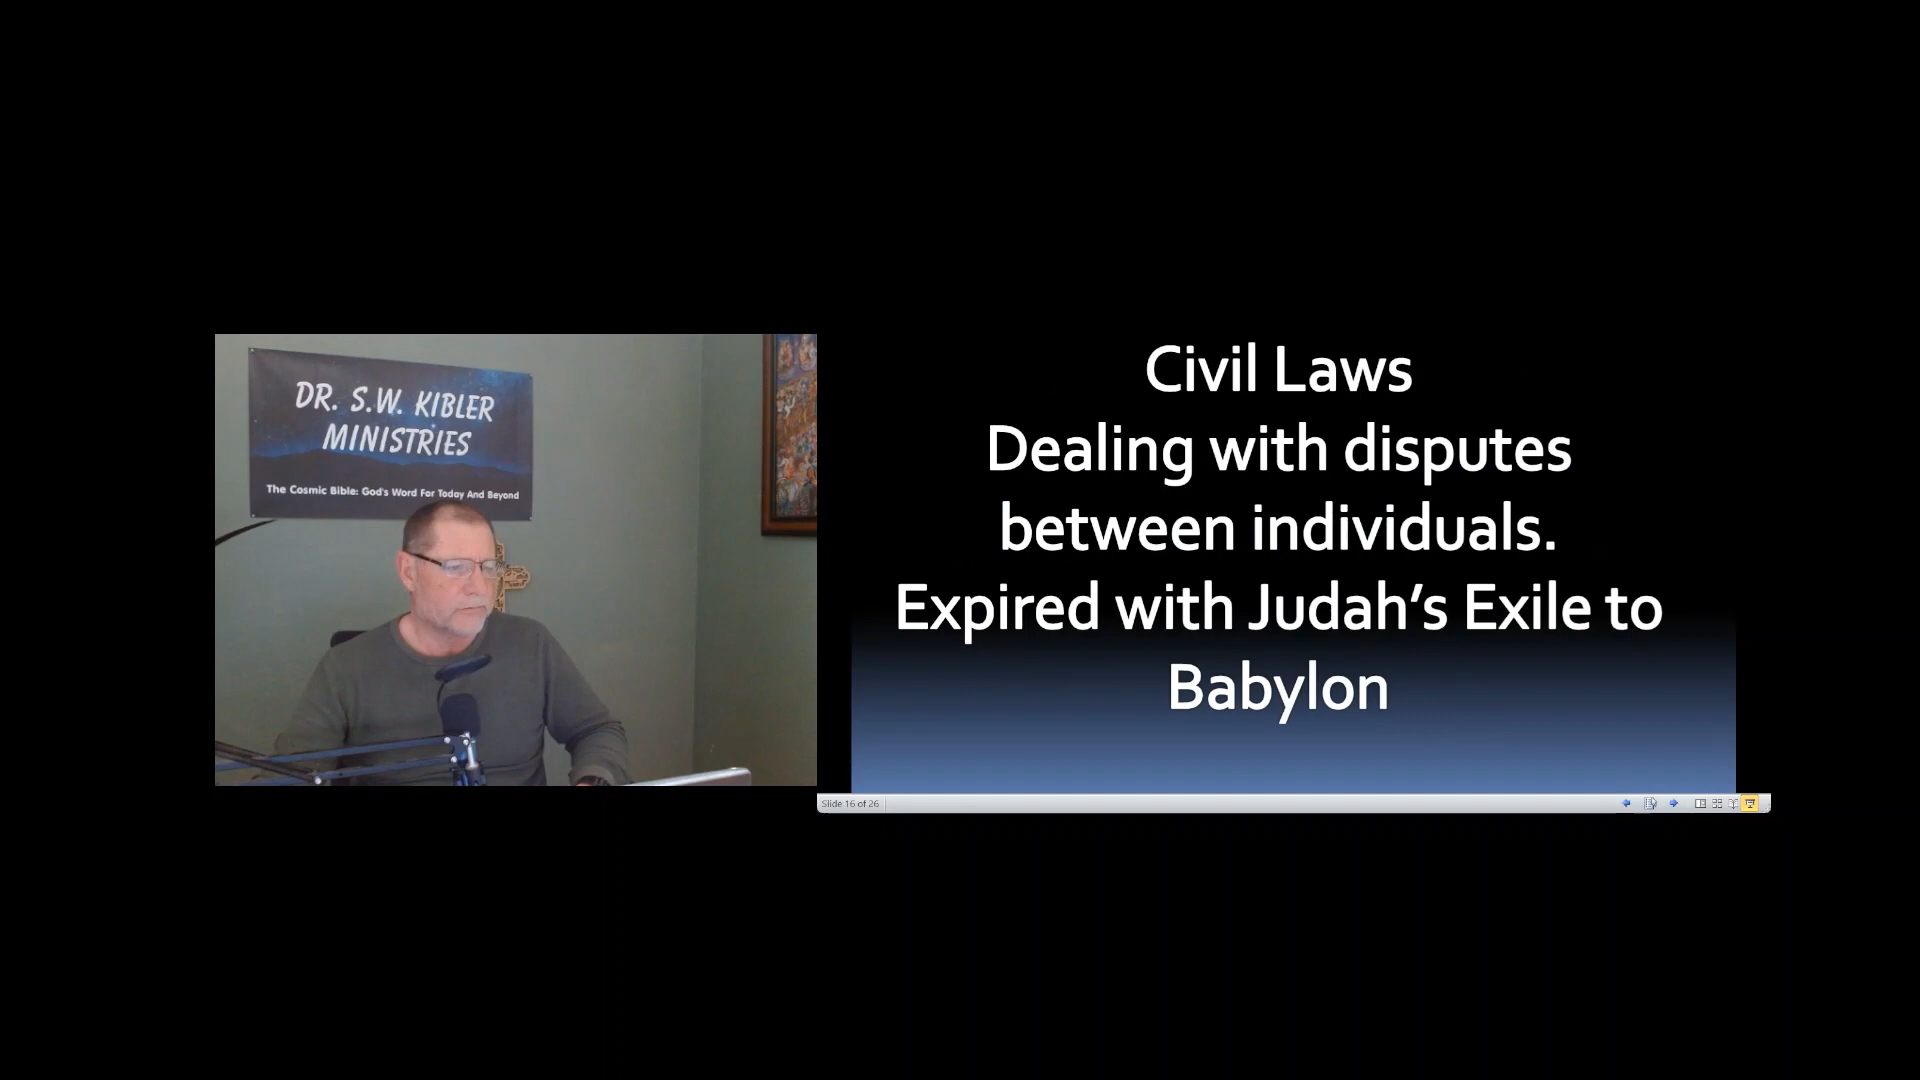 DR. S.W. KIBLER
MINISTRIES
The Cosmic Bible: God's Word For Today And Beyond
Civil Laws
Dealing with disputes
between individuals.
Expired with Judah’s Exile to
Babylon
Slide 16 of 26